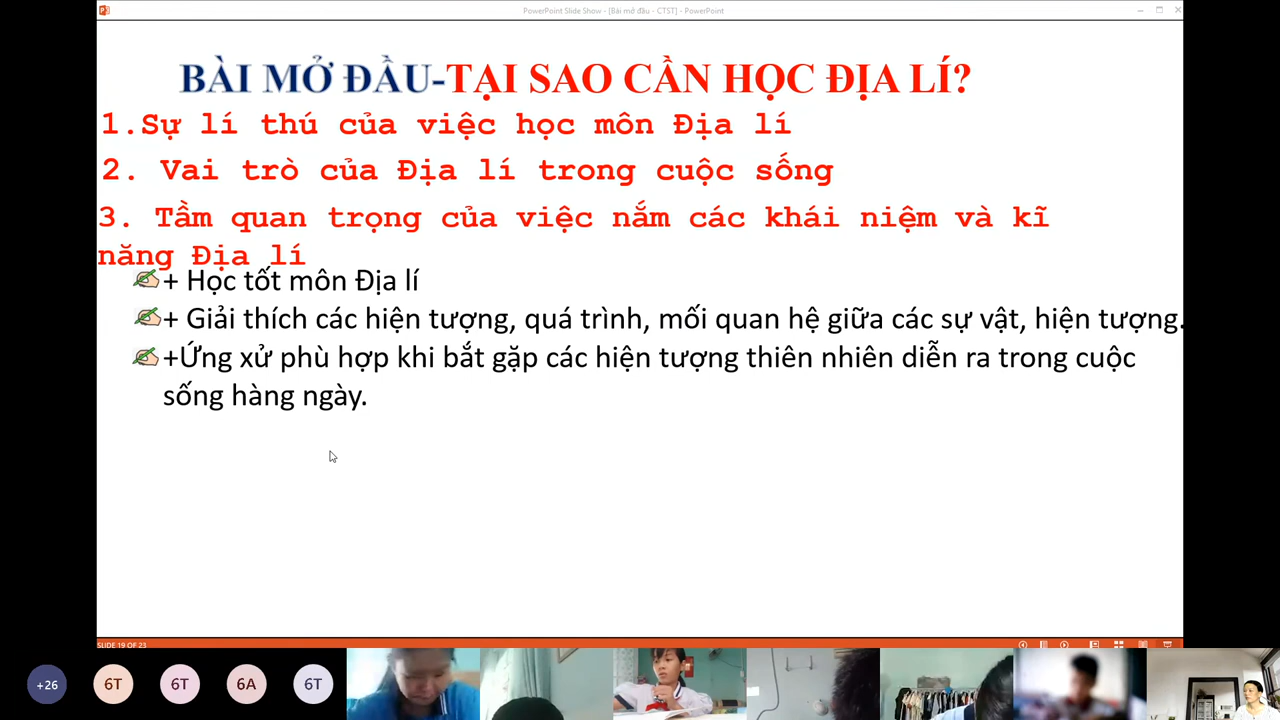 PowerPoint Slide Show - [Bài mở đầu - CTST] - PowerPoint
BÀI MỞ ĐẦU-TẠI SAO CẦN HỌC ĐỊA LÍ?
1.Sự lí thú của việc học môn Địa lí
2. Vai trò của Địa lí trong cuộc sống
3. Tầm quan trọng của việc nắm các khái niệm và kĩ
năng Địa lí
+ Học tốt môn Địa lí
+ Giải thích các hiện tượng, quá trình, mối quan hệ giữa các sự vật, hiện tượng.
+Ứng xử phù hợp khi bắt gặp các hiện tượng thiên nhiên diễn ra trong cuộc
sống hàng ngày.
SLIDE 19 OF 23
+26 6T 6T 6A 6T